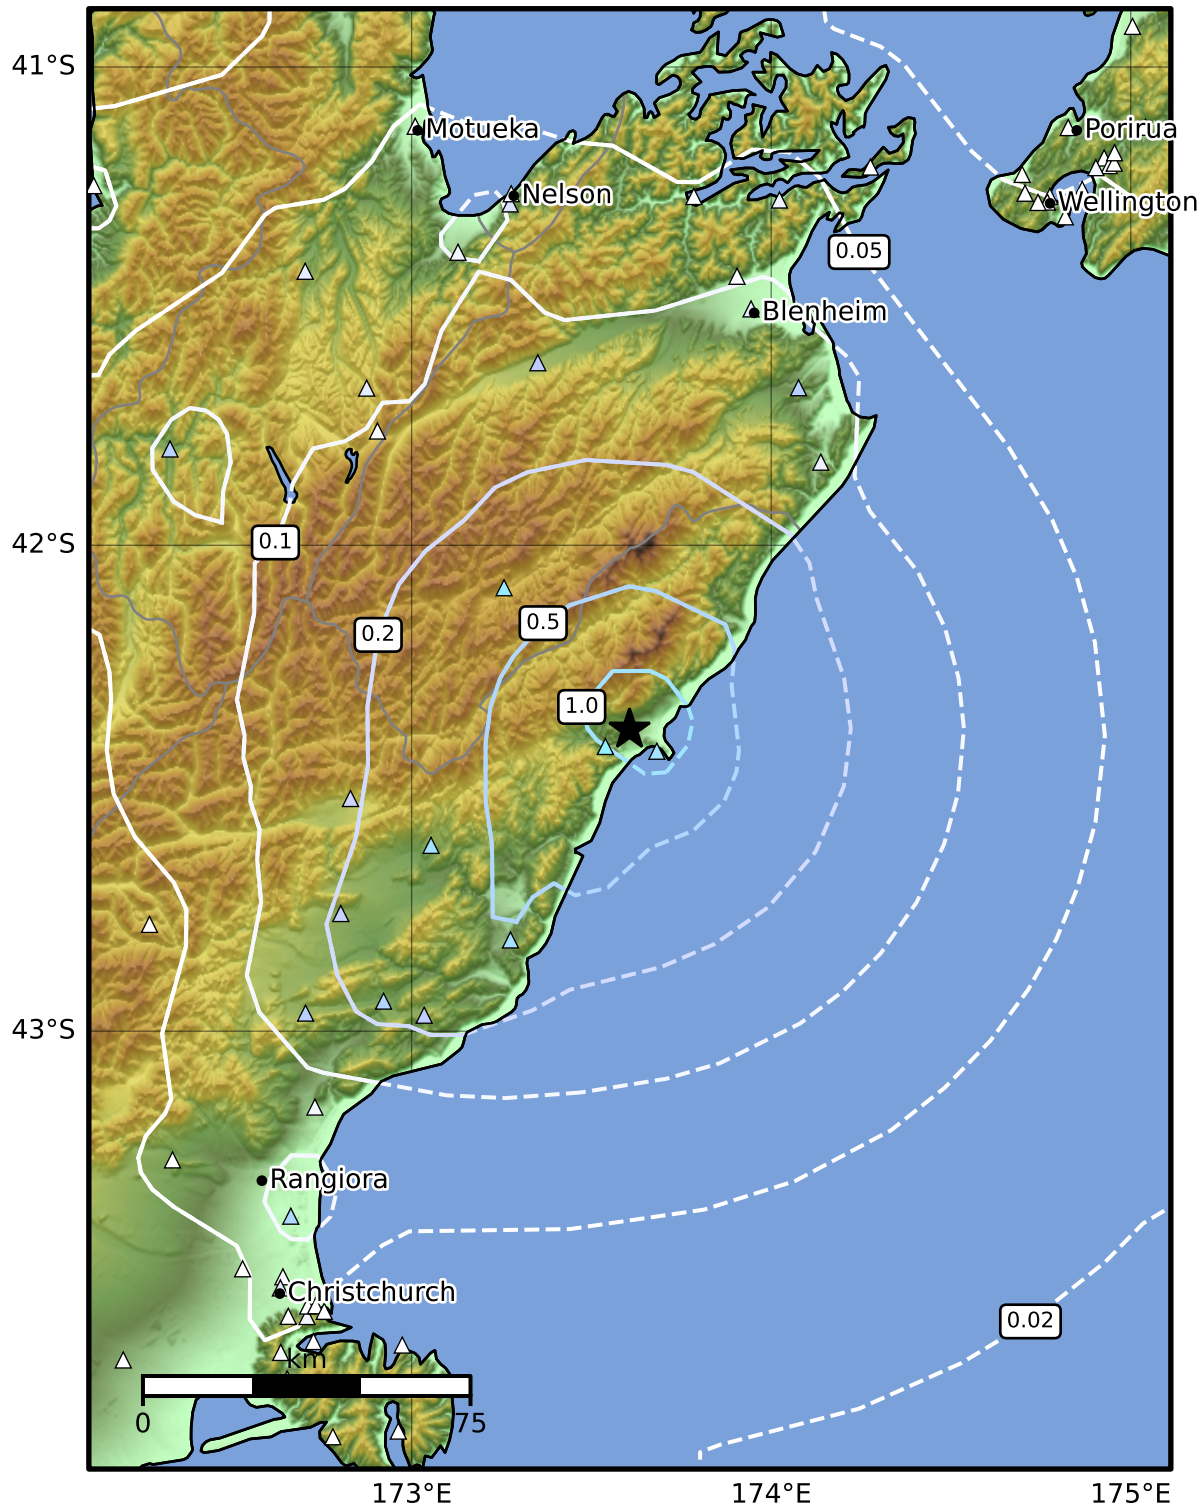 41°S
Motueka
Porirua
Nelson
Wellington
0.05
Blenheim
42°S
0.1
0.5
0.2
1.0
43°S
Rangiora
Christchurch
0.02
km
0
75
173°E
174°E
175°E